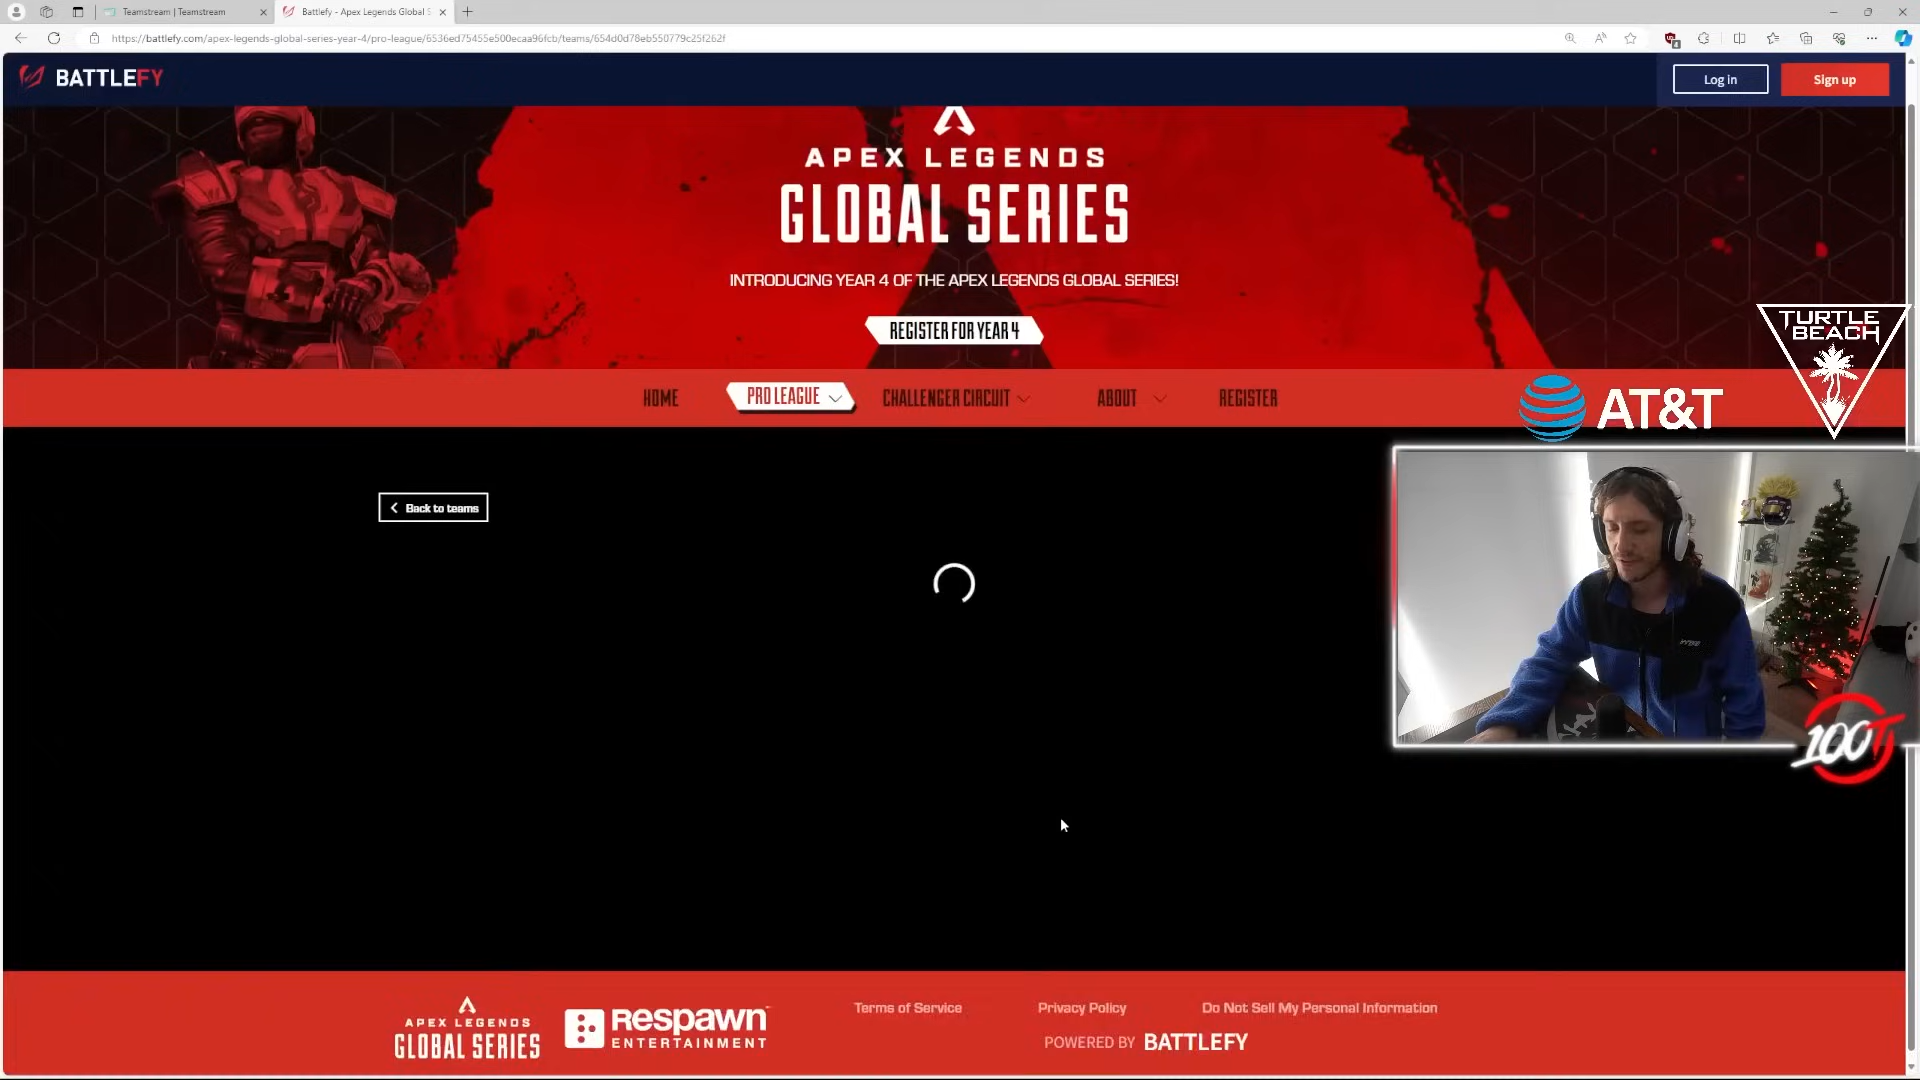 Teamstream | Teamstream
Battlefy - Apex Legends Global S
https://battlefy.com/apex-legends-global-series-year-4/pro-league/6536ed75455e500ecaa96fcb/teams/654d0d78eb550779c25f262f
BATTLEFY
Log in
Sign up
APEX LEGENDS
GLOBAL SERIES
INTRODUCING YEAR 4 OF THE APEX LEGENDS GLOBAL SERIES!
REGISTER FOR YEAR 4
TURTLE
BEACH
HOME
PRO LEAGUE
CHALLENGER CIRCUIT
ABOUT
REGISTER
AT&T
Back to teams
100T
APEX LEGENDS
GLOBAL SERIES
Respawn
ENTERTAINMENT
Terms of Service
Privacy Policy
Do Not Sell My Personal Information
POWERED BY BATTLEFY